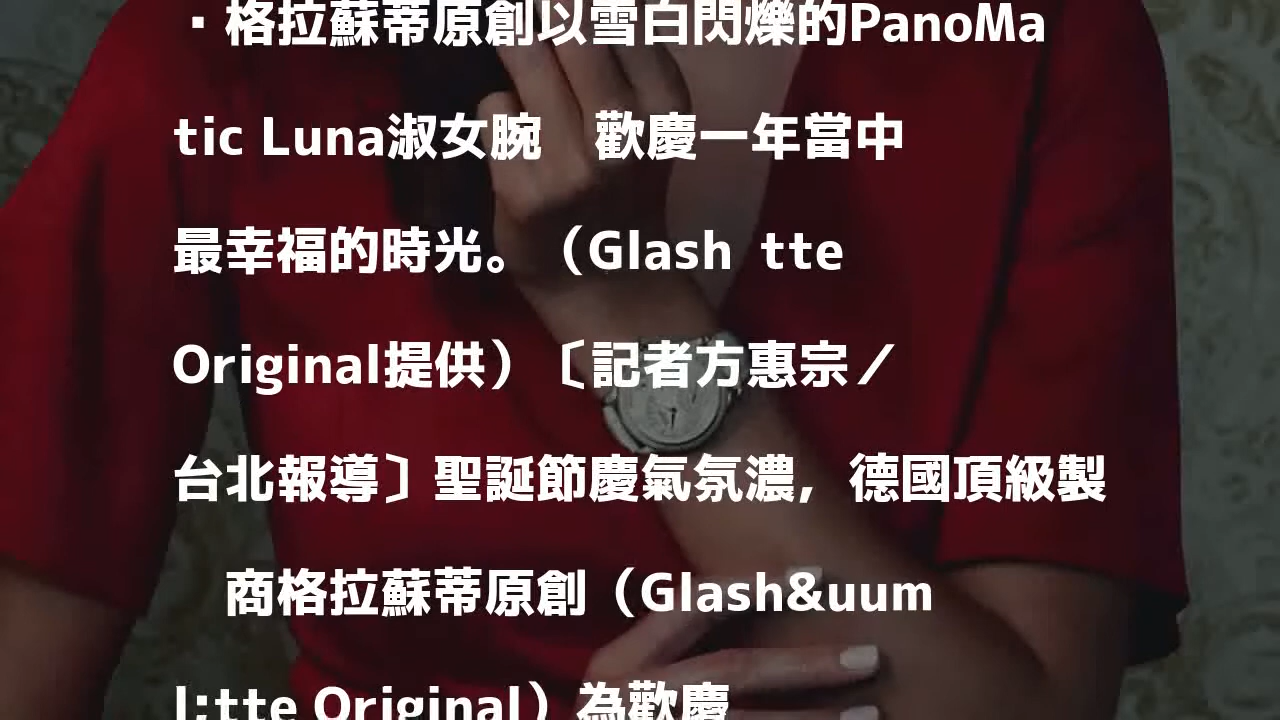 ▪格拉蘇蒂原創以雪白閃爍的PanoMa
tic Luna淑女腕　歡慶一年當中
最幸福的時光。（Glash  tte
Original提供）〔記者方惠宗／
台北報導〕聖誕節慶氣氛濃，德國頂級製
　商格拉蘇蒂原創（Glash&uum
l;tte Original）為歡慶